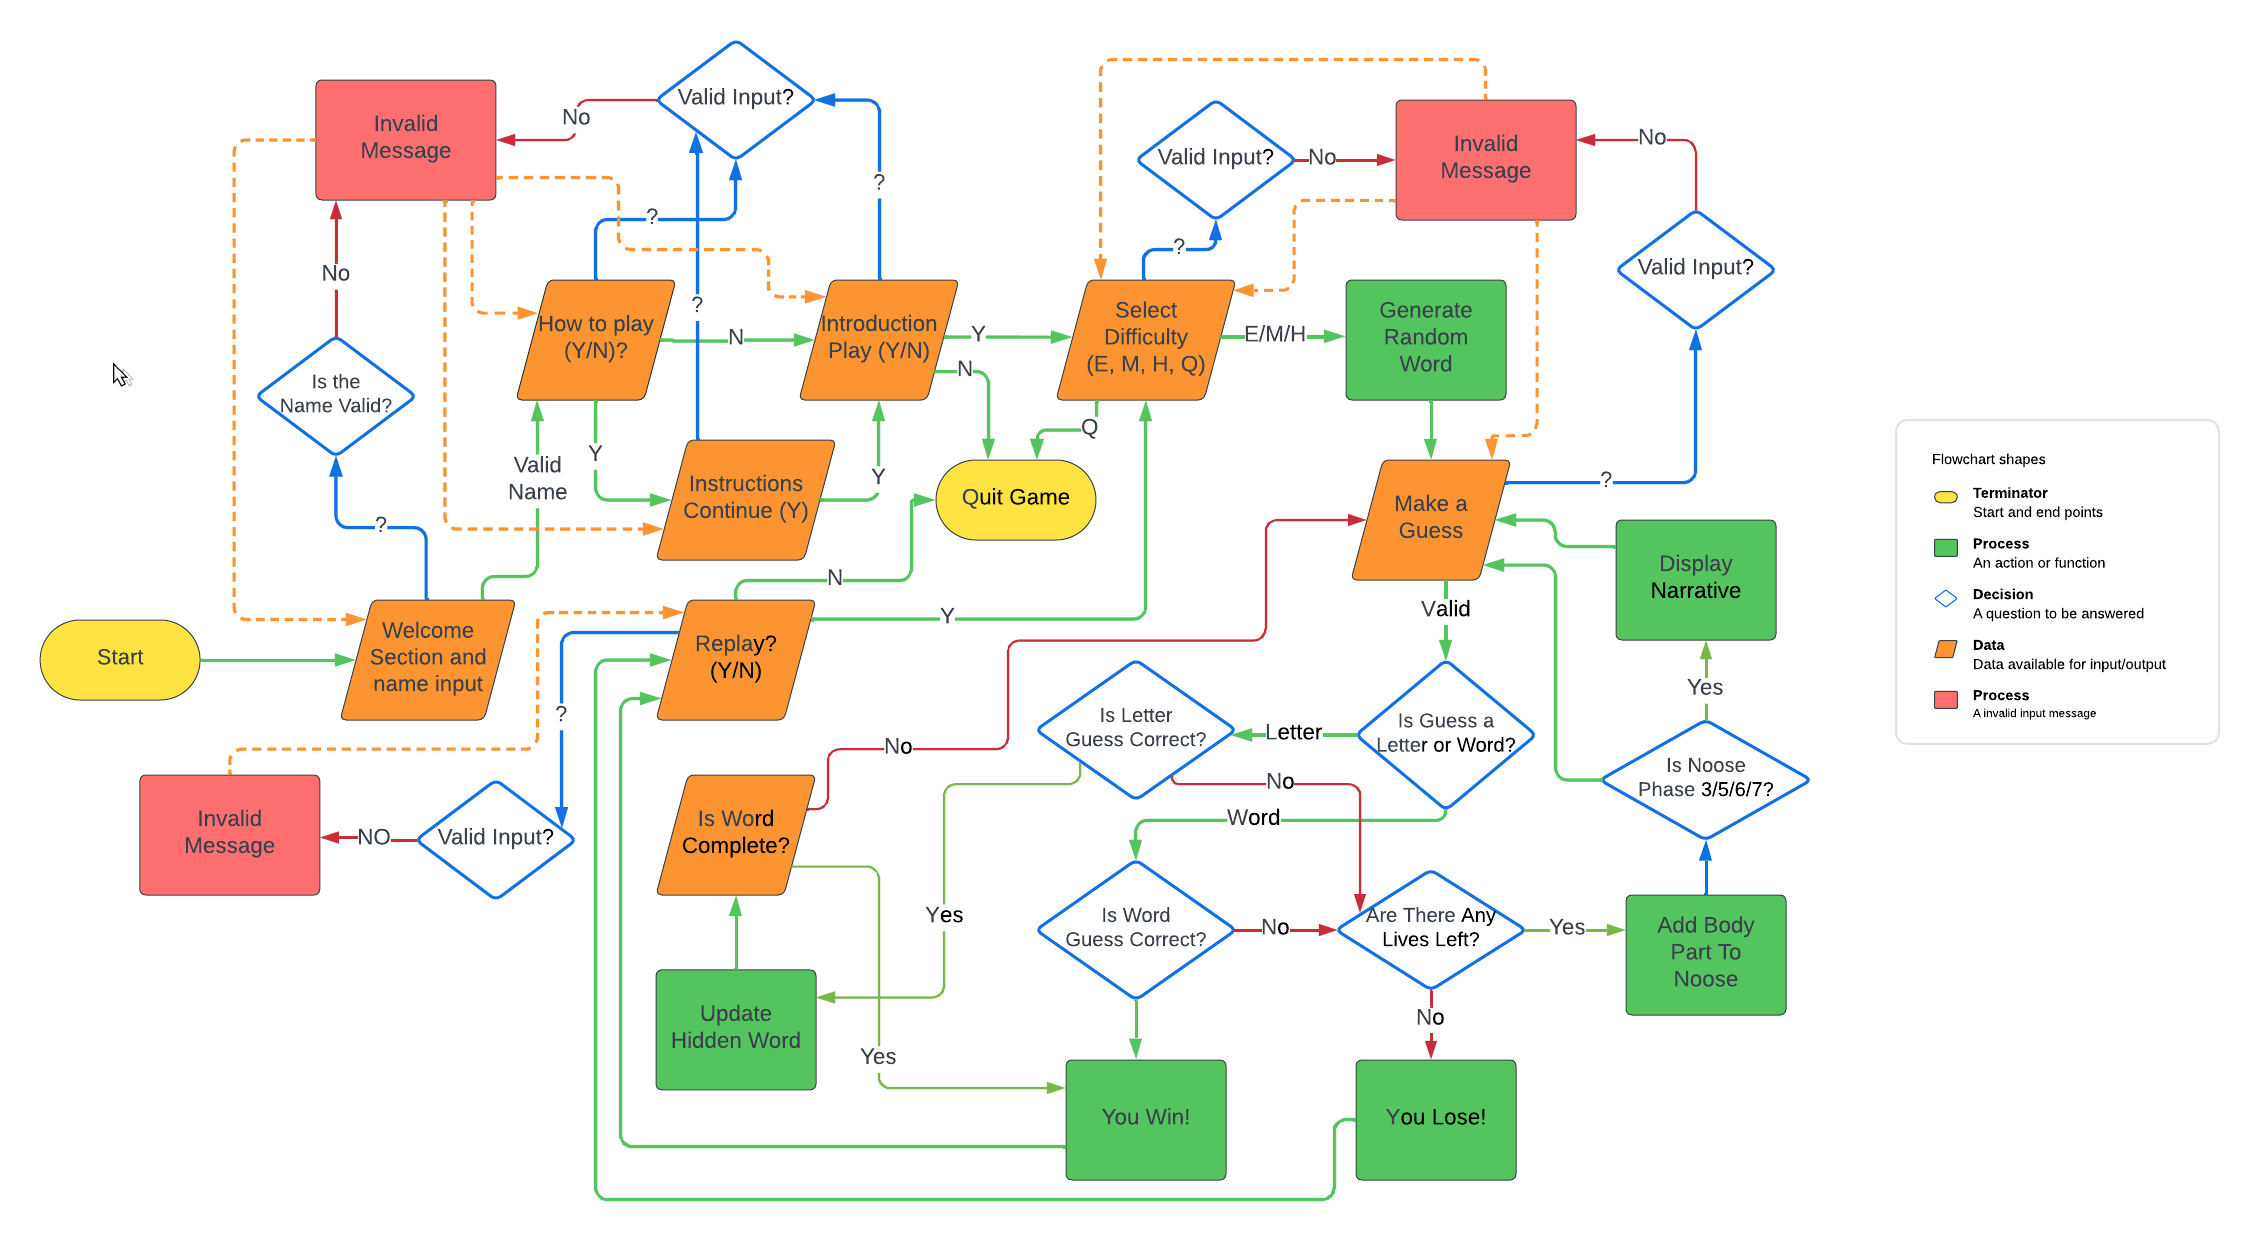 Valid Input?
No
Invalid
Message
?
?
?
No
Is the
Name Valid?
?
Valid
Name
Start
Welcome
Section and
name input
How to play
(Y/N)?
N
Y
Introduction
Play (Y/N)
Y
N
Instructions
Continue (Y)
Y
Valid Input?
No
Invalid
Message
No
Valid Input?
?
Select
Difficulty
(E, M, H, Q)
E/M/H
Q
Generate
Random
Word
Quit Game
Make a
Guess
?
Valid
Display
Narrative
Yes
Is Noose
Phase 3/5/6/7?
N
Replay?
(Y/N)
Y
?
Invalid
Message
NO
Valid Input?
No
Is Word
Complete?
Yes
Update
Hidden Word
Yes
Is Letter
Guess Correct?
Letter
Is Guess a
Letter or Word?
No
Word
Is Word
Guess Correct?
No
Are There Any
Lives Left?
Yes
Add Body
Part To
Noose
No
You Win!
You Lose!
Flowchart shapes
Terminator
Start and end points
Process
An action or function
Decision
A question to be answered
Data
Data available for input/output
Process
A invalid input message